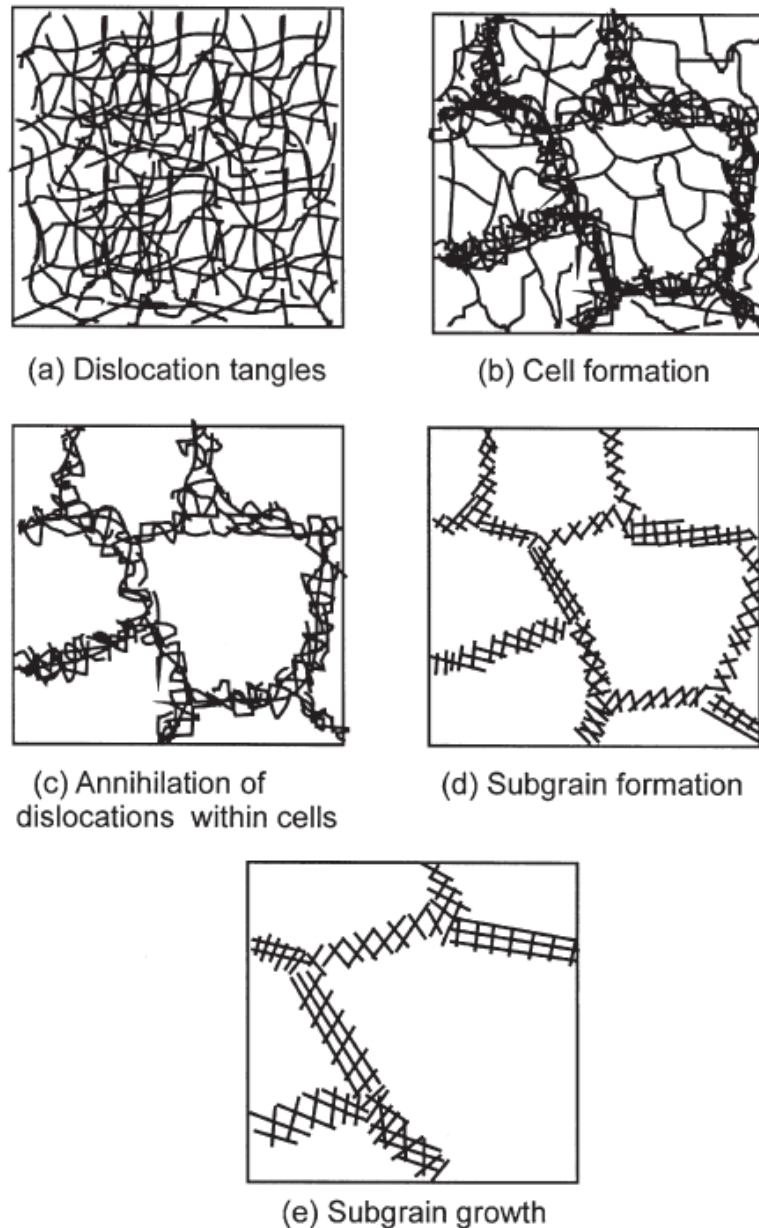 (a) Dislocation tangles
(b) Cell formation
(c) Annihilation of
dislocations within cells
(d) Subgrain formation
(e) Subgrain growth